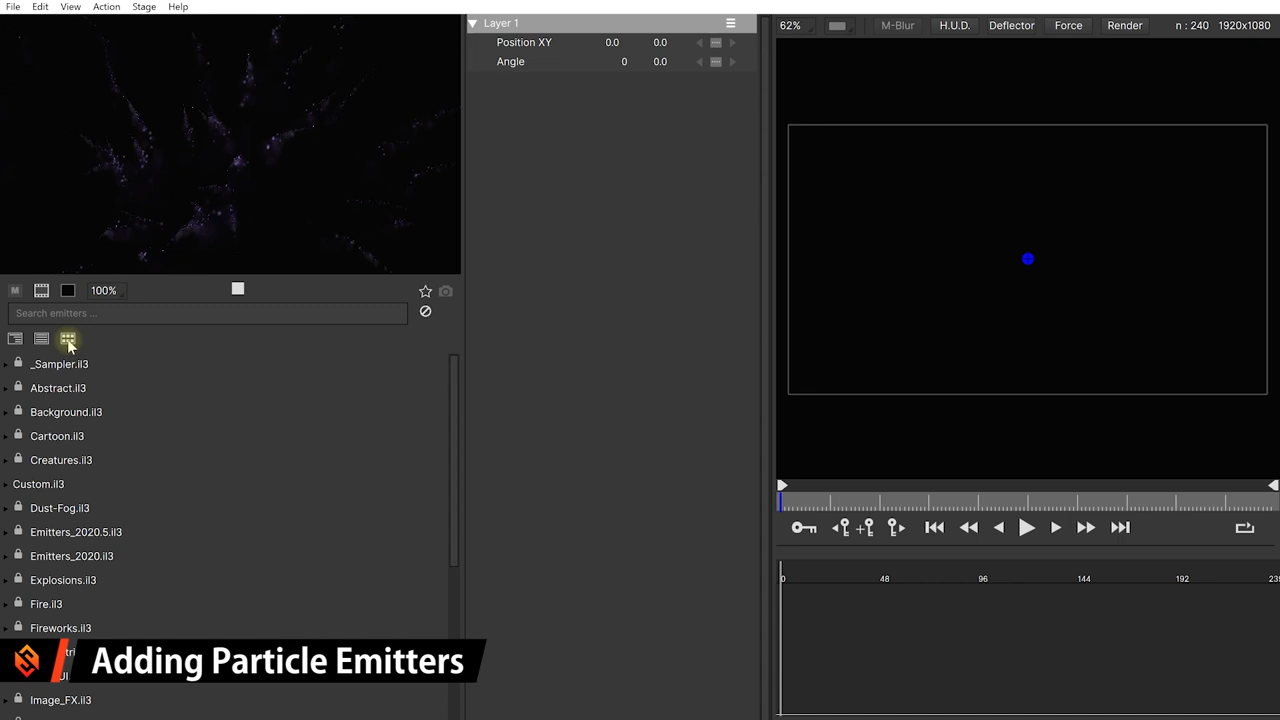 File Edit View Action Stage Help
Layer 1
Position XY 0.0 0.0
Angle 0 0.0
62% M-Blur H.U.D. Deflector Force Render n : 240 1920x1080
M 100%
Search emitters ...
_Sampler.il3
Abstract.il3
Background.il3
Cartoon.il3
Creatures.il3
Custom.il3
Dust-Fog.il3
Emitters_2020.5.il3
Emitters_2020.il3
Explosions.il3
Fire.il3
Fireworks.il3
Image_FX.il3
0 48 96 144 192
Adding Particle Emitters